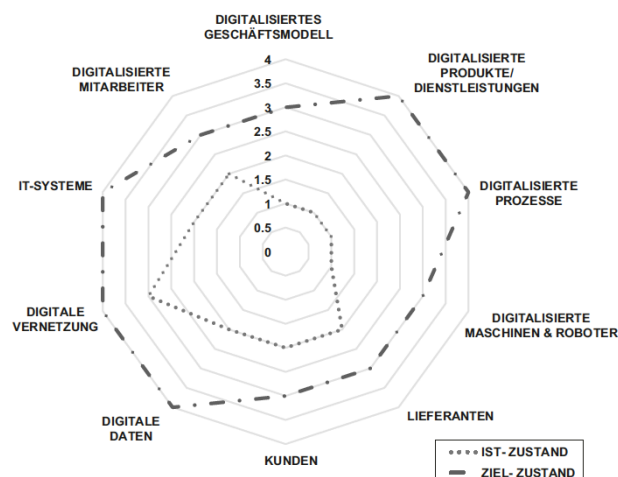 DIGITALISIERTES
GESCHÄFTSMODELL
DIGITALISIERTE
PRODUKTE/
DIENSTLEISTUNGEN
DIGITALISIERTE
PROZESSE
DIGITALISIERTE
MASCHINEN & ROBOTER
LIEFERANTEN
KUNDEN
DIGITALE
DATEN
DIGITALE
VERNETZUNG
IT-SYSTEME
DIGITALISIERTE
MITARBEITER
4
3.5
3
2.5
2
1.5
1
0.5
0
IST- ZUSTAND
ZIEL- ZUSTAND